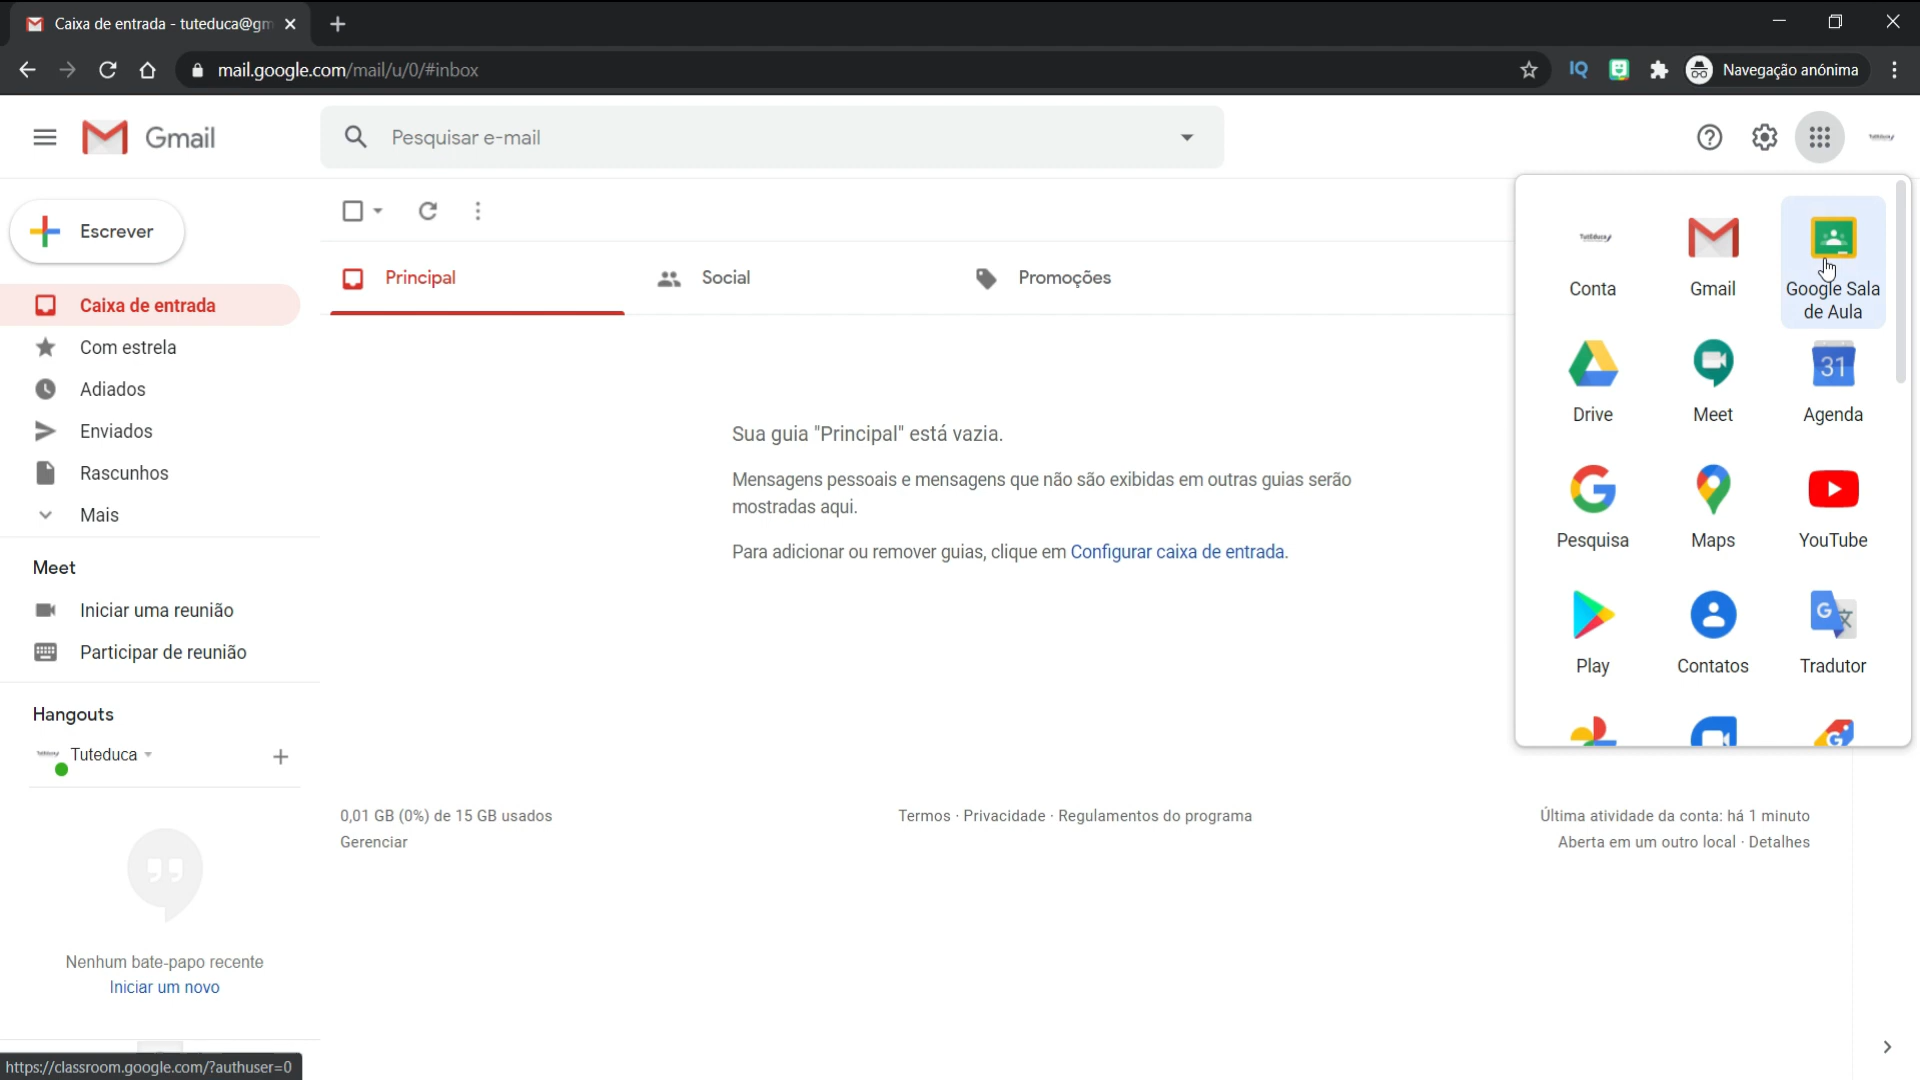 Caixa de entrada - tuteduca@gm
mail.google.com/mail/u/0/#inbox
IQ
Navegação anónima
Gmail
Pesquisar e-mail
Escrever
Caixa de entrada
Com estrela
Adiados
Enviados
Rascunhos
Mais
Meet
Iniciar uma reunião
Participar de reunião
Hangouts
Tuteduca
Nenhum bate-papo recente
Iniciar um novo
https://classroom.google.com/?authuser=0
Principal
Social
Promoções
Sua guia "Principal" está vazia.
Mensagens pessoais e mensagens que não são exibidas em outras guias serão
mostradas aqui.
Para adicionar ou remover guias, clique em Configurar caixa de entrada.
0,01 GB (0%) de 15 GB usados
Gerenciar
Termos · Privacidade · Regulamentos do programa
Última atividade da conta: há 1 minuto
Aberta em um outro local · Detalhes
TutEduca
Conta
Gmail
Google Sala
de Aula
Drive
Meet
31
Agenda
Pesquisa
Maps
YouTube
Play
Contatos
G
Tradutor
G